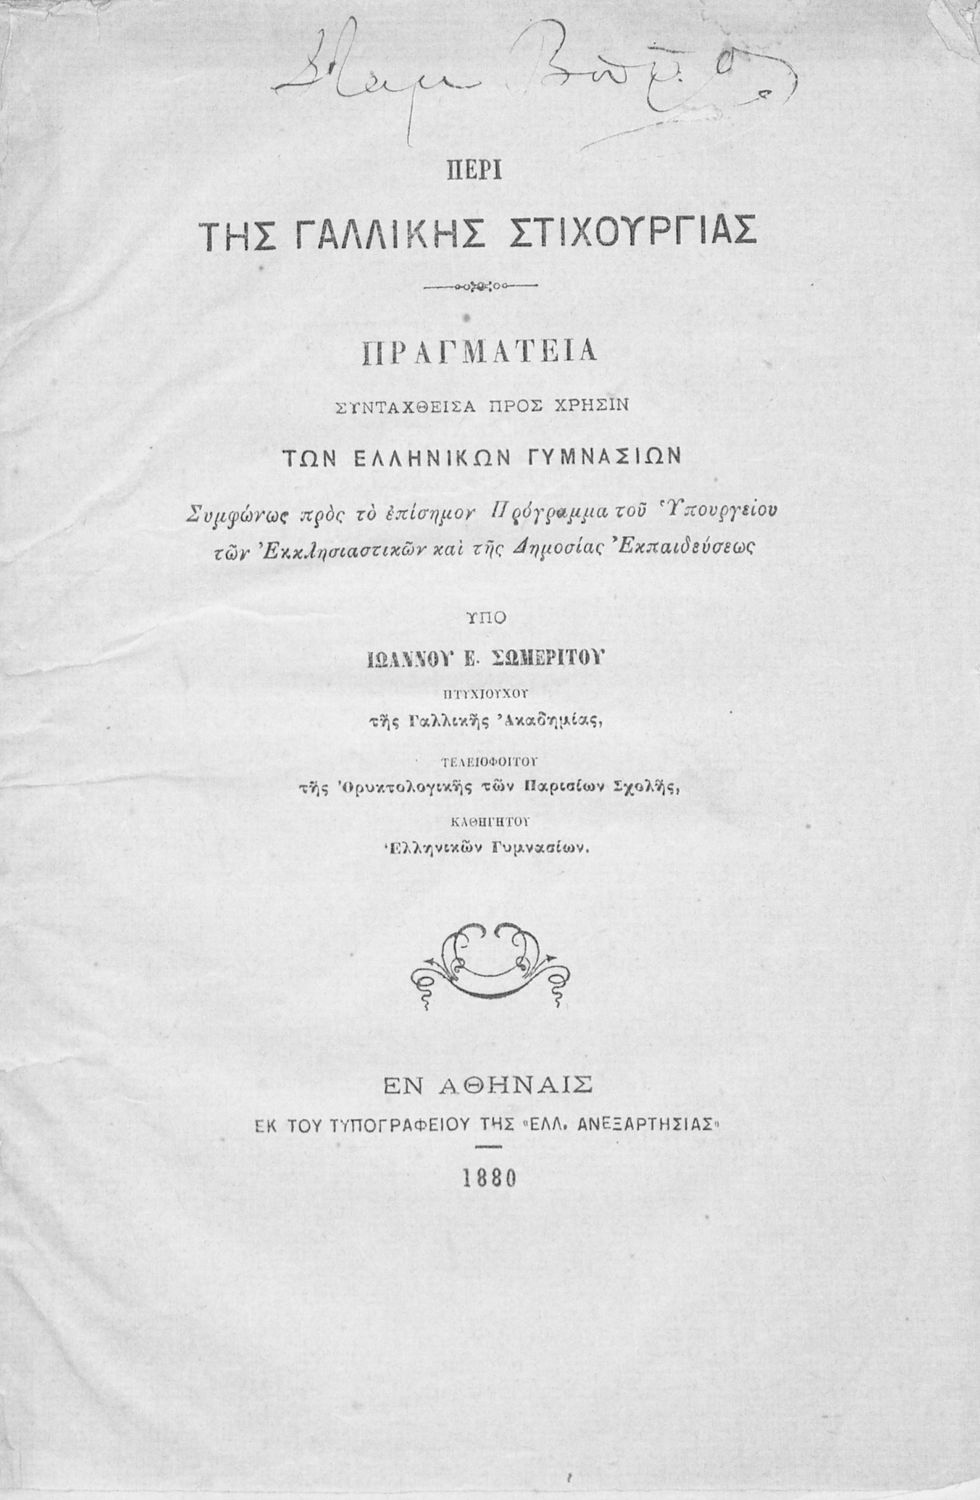 ΠΕΡΙ
ΤΗΣ ΓΑΛΛΙΚΗΣ ΣΤΙΧΟΥΡΓΙΑΣ
ΠΡΑΓΜΑΤΕΙΑ
ΣΥΝΤΑΧΘΕΙΣΑ ΠΡΟΣ ΧΡΗΣΙΝ
ΤΩΝ ΕΛΛΗΝΙΚΩΝ ΓΥΜΝΑΣΙΩΝ
Συμφώνως πρὸς τὸ ἐπίσημον Πρόγραμμα τοῦ Ὑπουργείου
τῶν Ἐκκλησιαστικῶν καὶ τῆς Δημοσίας Ἐκπαιδεύσεως
ΥΠΟ
ΙΩΑΝΝΟΥ Ε. ΣΩΜΕΡΙΤΟΥ
ΠΤΥΧΙΟΥΧΟΥ
τῆς Γαλλικῆς Ἀκαδημίας,
ΤΕΛΕΙΟΦΟΙΤΟΥ
τῆς Ὀρυκτολογικῆς τῶν Παρισίων Σχολῆς,
ΚΑΘΗΓΗΤΟΥ
Ἑλληνικῶν Γυμνασίων.
ΕΝ ΑΘΗΝΑΙΣ
ΕΚ ΤΟΥ ΤΥΠΟΓΡΑΦΕΙΟΥ ΤΗΣ "ΕΛΛ. ΑΝΕΞΑΡΤΗΣΙΑΣ"
1880